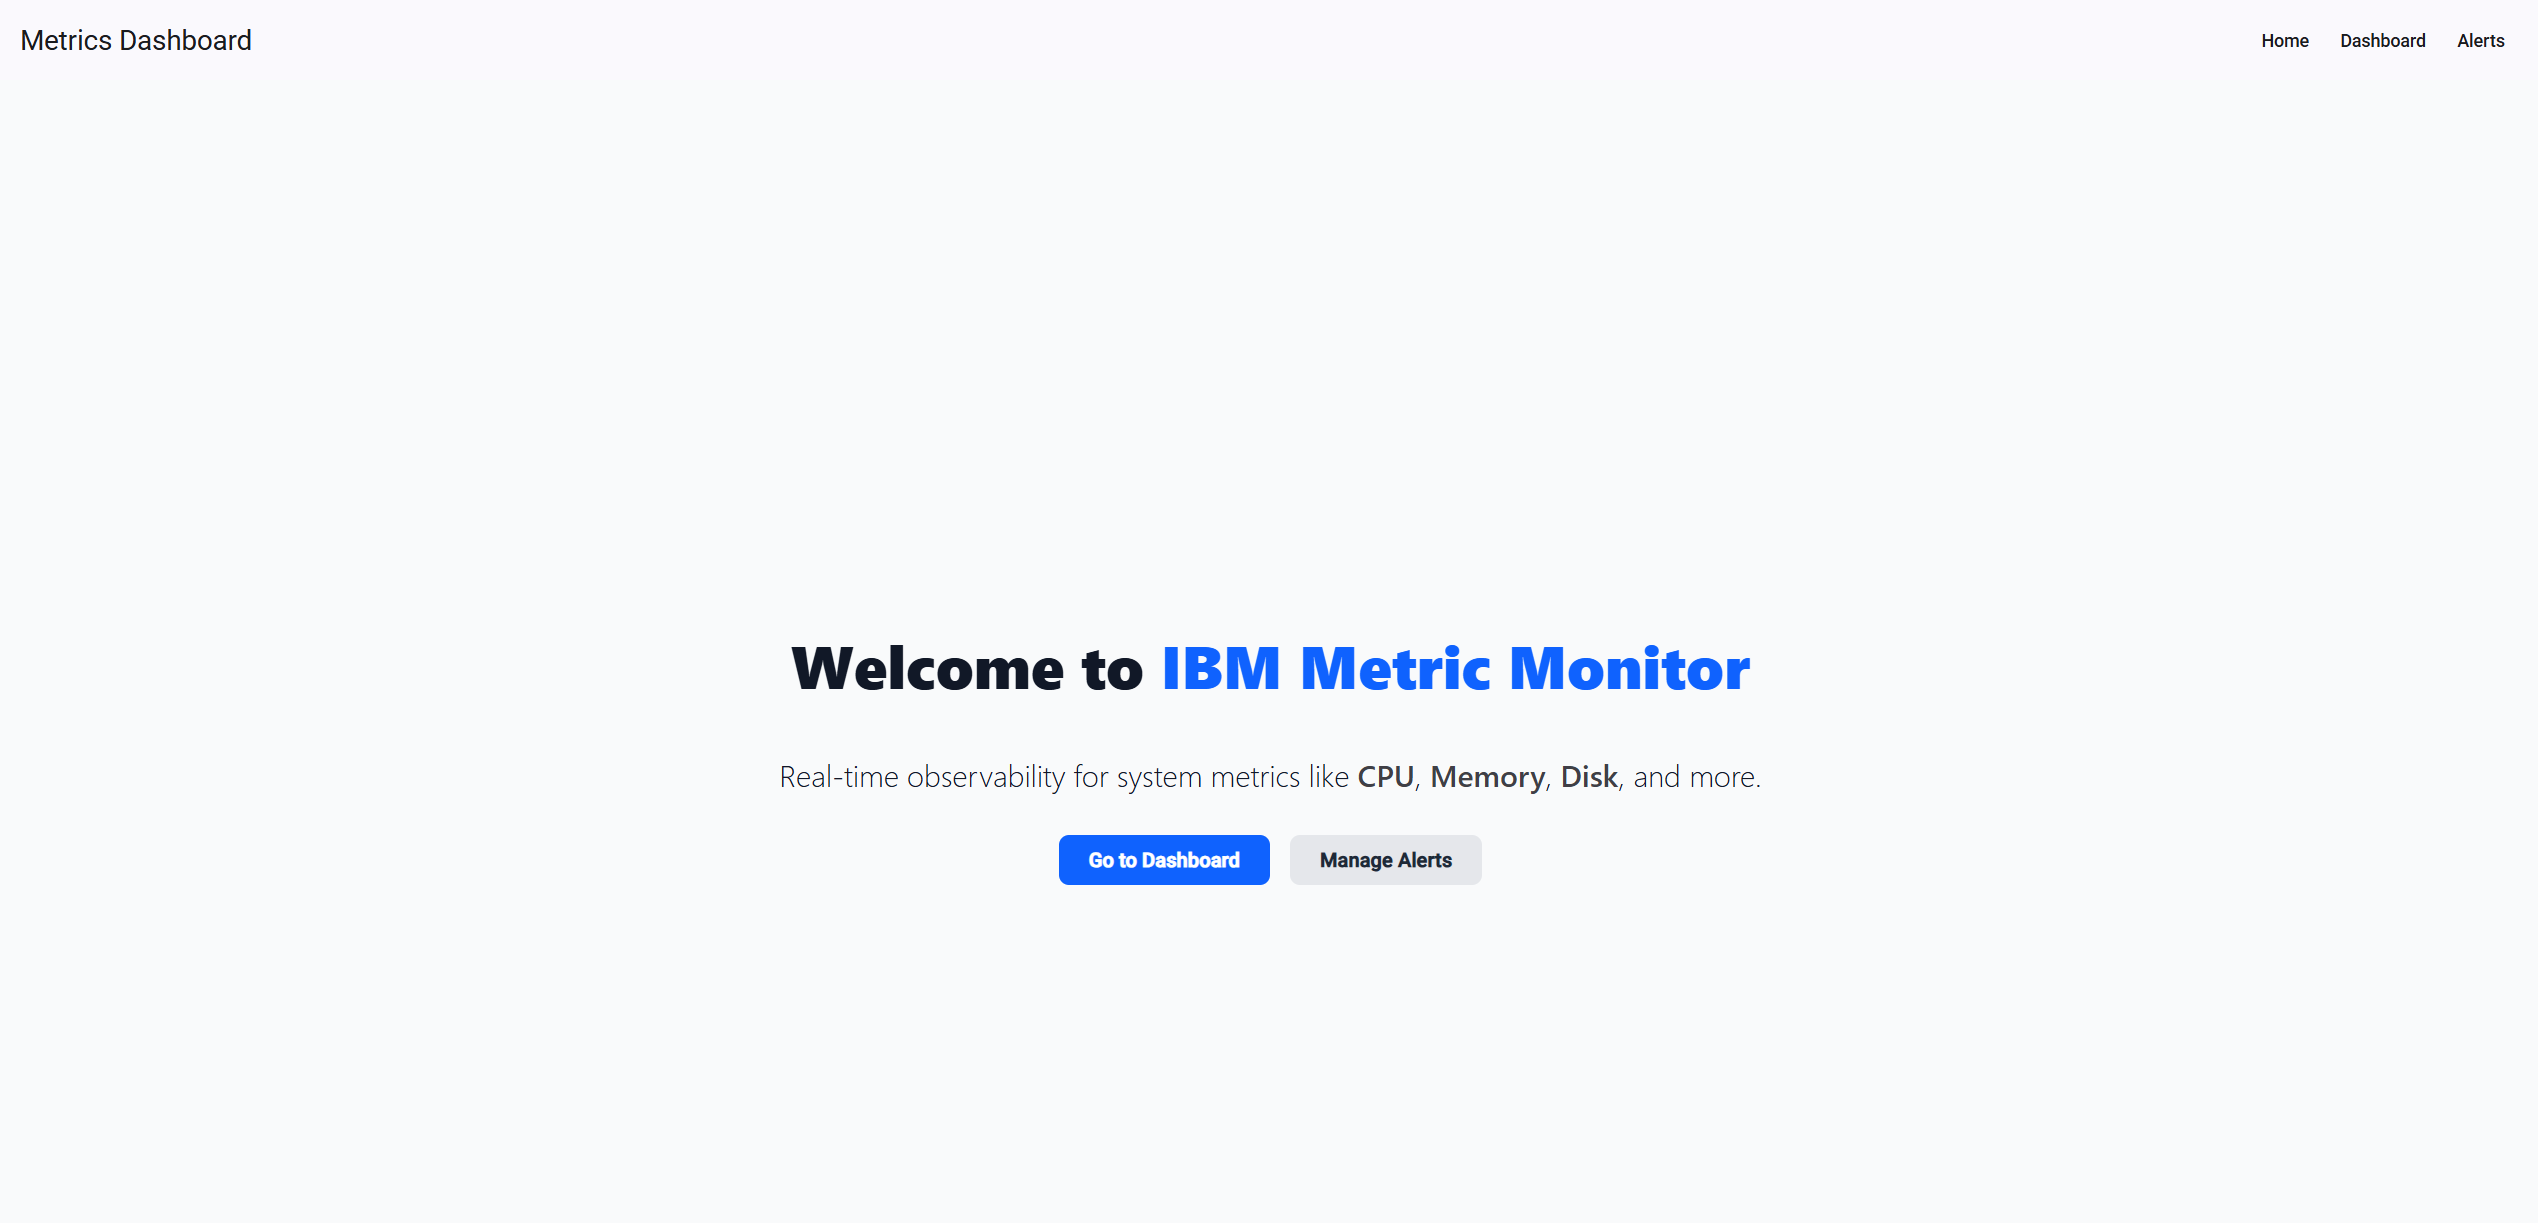 Metrics Dashboard
Home Dashboard Alerts
Welcome to IBM Metric Monitor
Real-time observability for system metrics like CPU, Memory, Disk, and more.
Go to Dashboard Manage Alerts